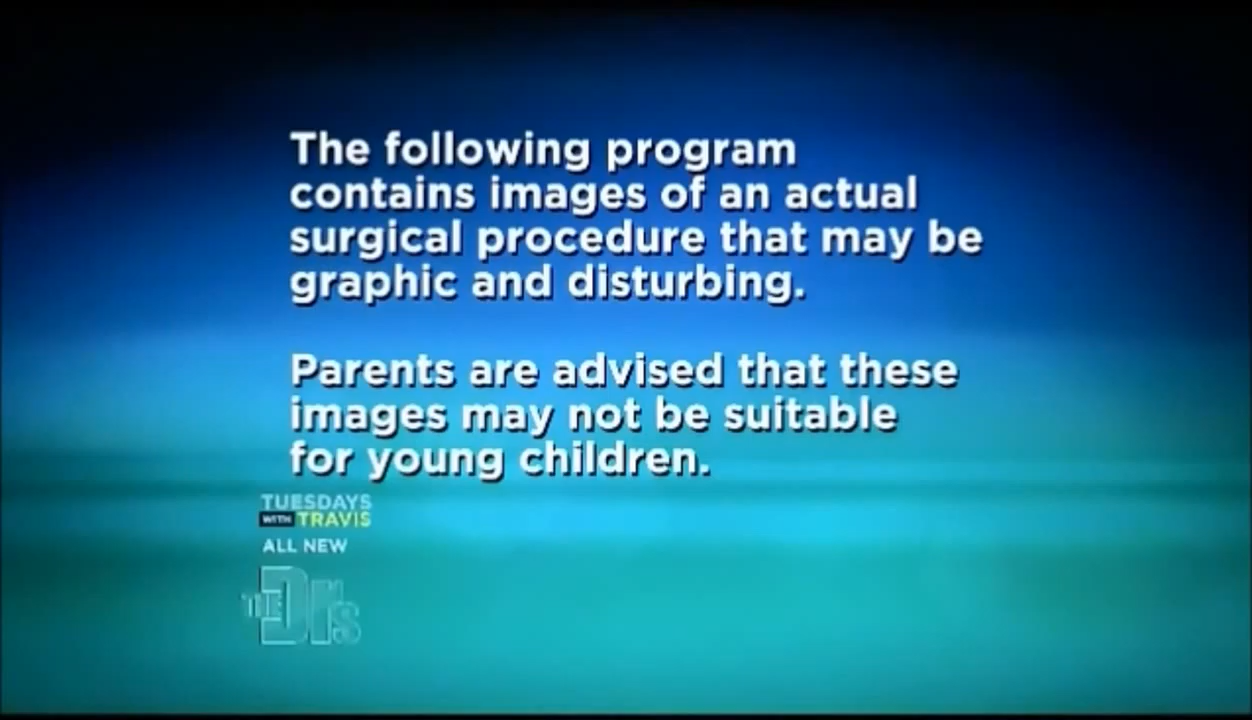 The following program
contains images of an actual
surgical procedure that may be
graphic and disturbing.
Parents are advised that these
images may not be suitable
for young children.
TUESDAYS
WITH TRAVIS
ALL NEW
THE Drs